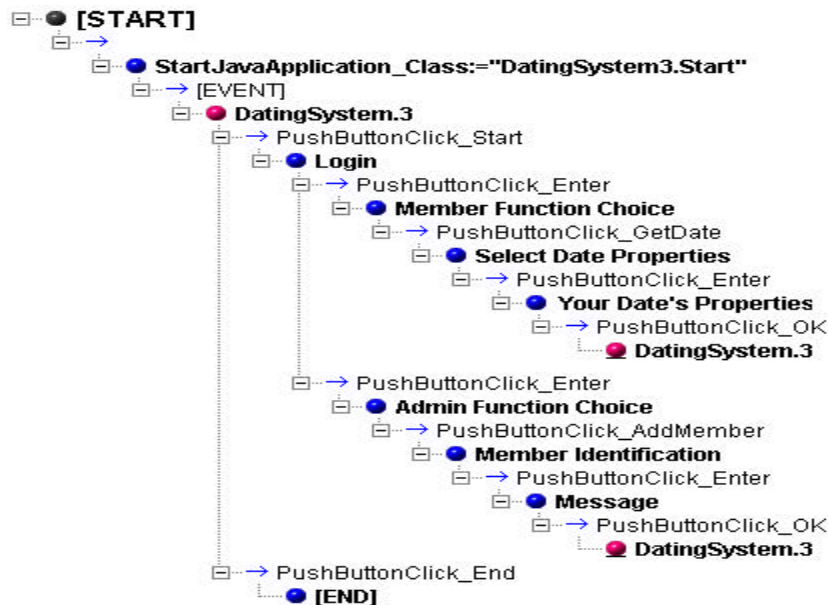 [START]
StartJavaApplication_Class:="DatingSystem3.Start"
[EVENT]
DatingSystem.3
PushButtonClick_Start
Login
PushButtonClick_Enter
Member Function Choice
PushButtonClick_GetDate
Select Date Properties
PushButtonClick_Enter
Your Date's Properties
PushButtonClick_OK
DatingSystem.3
PushButtonClick_Enter
Admin Function Choice
PushButtonClick_AddMember
Member Identification
PushButtonClick_Enter
Message
PushButtonClick_OK
DatingSystem.3
PushButtonClick_End
[END]